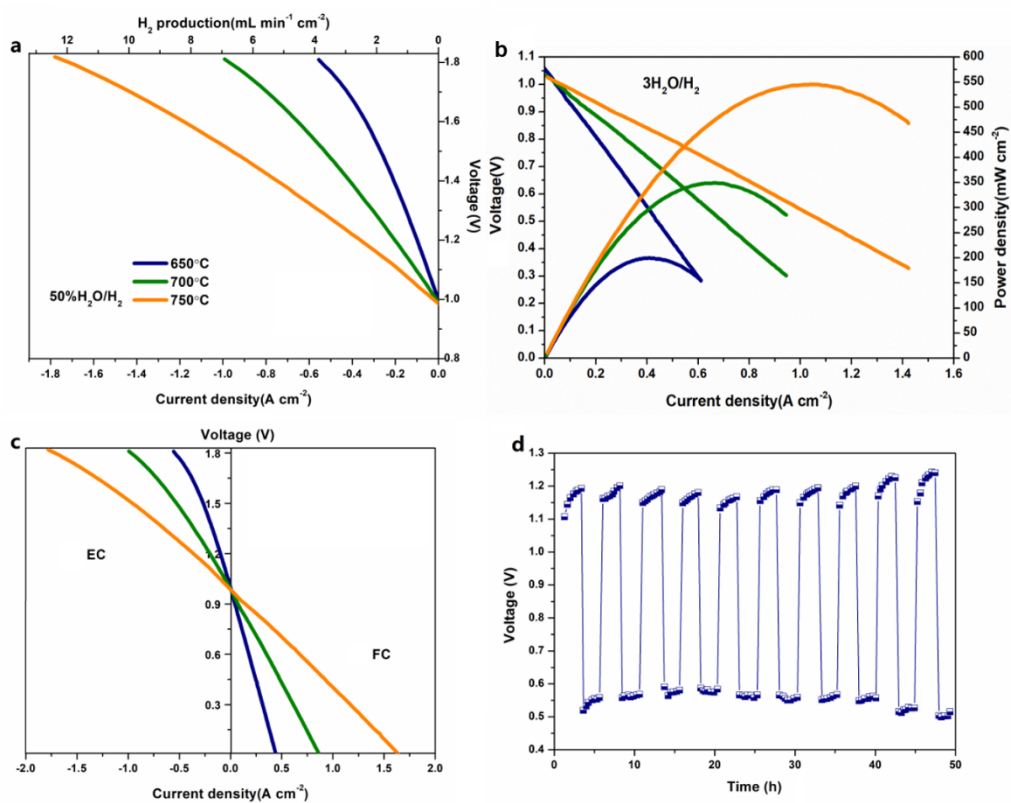 a
H2 production(mL min-1 cm-2)
12 10 8 6 4 2 0
1.8
1.6
1.4
1.2
1.0
0.8
Voltage (V)
650°C
700°C
750°C
50%H2O/H2
-1.8 -1.6 -1.4 -1.2 -1.0 -0.8 -0.6 -0.4 -0.2 0.0
Current density(A cm-2)
b
1.1
1.0
0.9
0.8
0.7
0.6
0.5
0.4
0.3
0.2
0.1
0.0
Voltage(V)
3H2O/H2
600
550
500
450
400
350
300
250
200
150
100
50
0
Power density(mW cm-2)
0.0 0.2 0.4 0.6 0.8 1.0 1.2 1.4 1.6
Current density(A cm-2)
c
Voltage (V)
1.8
1.5
1.2
0.9
0.6
0.3
EC
FC
-2.0 -1.5 -1.0 -0.5 0.0 0.5 1.0 1.5 2.0
Current density(A cm-2)
d
1.3
1.2
1.1
1.0
0.9
0.8
0.7
0.6
0.5
0.4
Voltage (V)
0 10 20 30 40 50
Time (h)